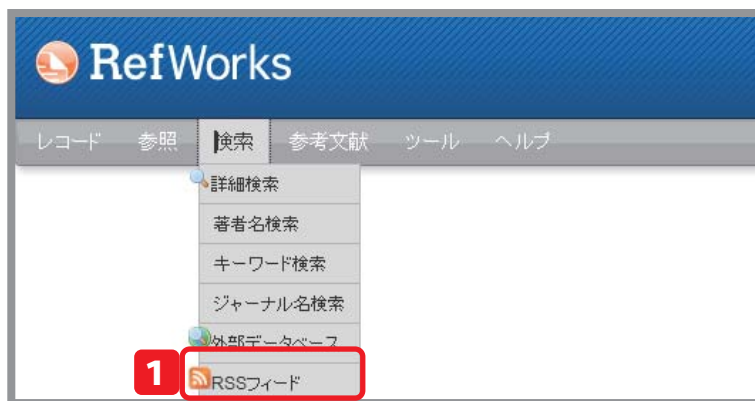 RefWorks
レコード 参照 検索 参考文献 ツール ヘルプ
詳細検索
著者名検索
キーワード検索
ジャーナル名検索
外部データベース
1 RSSフィード